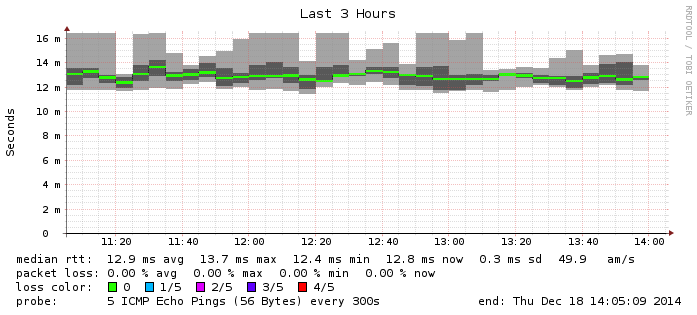 Last 3 Hours
RRDTOOL / TOBI OETIKER
Seconds
16 m
14 m
12 m
10 m
8 m
6 m
4 m
2 m
0
11:20 11:40 12:00 12:20 12:40 13:00 13:20 13:40 14:00
median rtt: 12.9 ms avg 13.7 ms max 12.4 ms min 12.8 ms now 0.3 ms sd 49.9 am/s
packet loss: 0.00 % avg 0.00 % max 0.00 % min 0.00 % now
loss color: 0 1/5 2/5 3/5 4/5
probe: 5 ICMP Echo Pings (56 Bytes) every 300s end: Thu Dec 18 14:05:09 2014